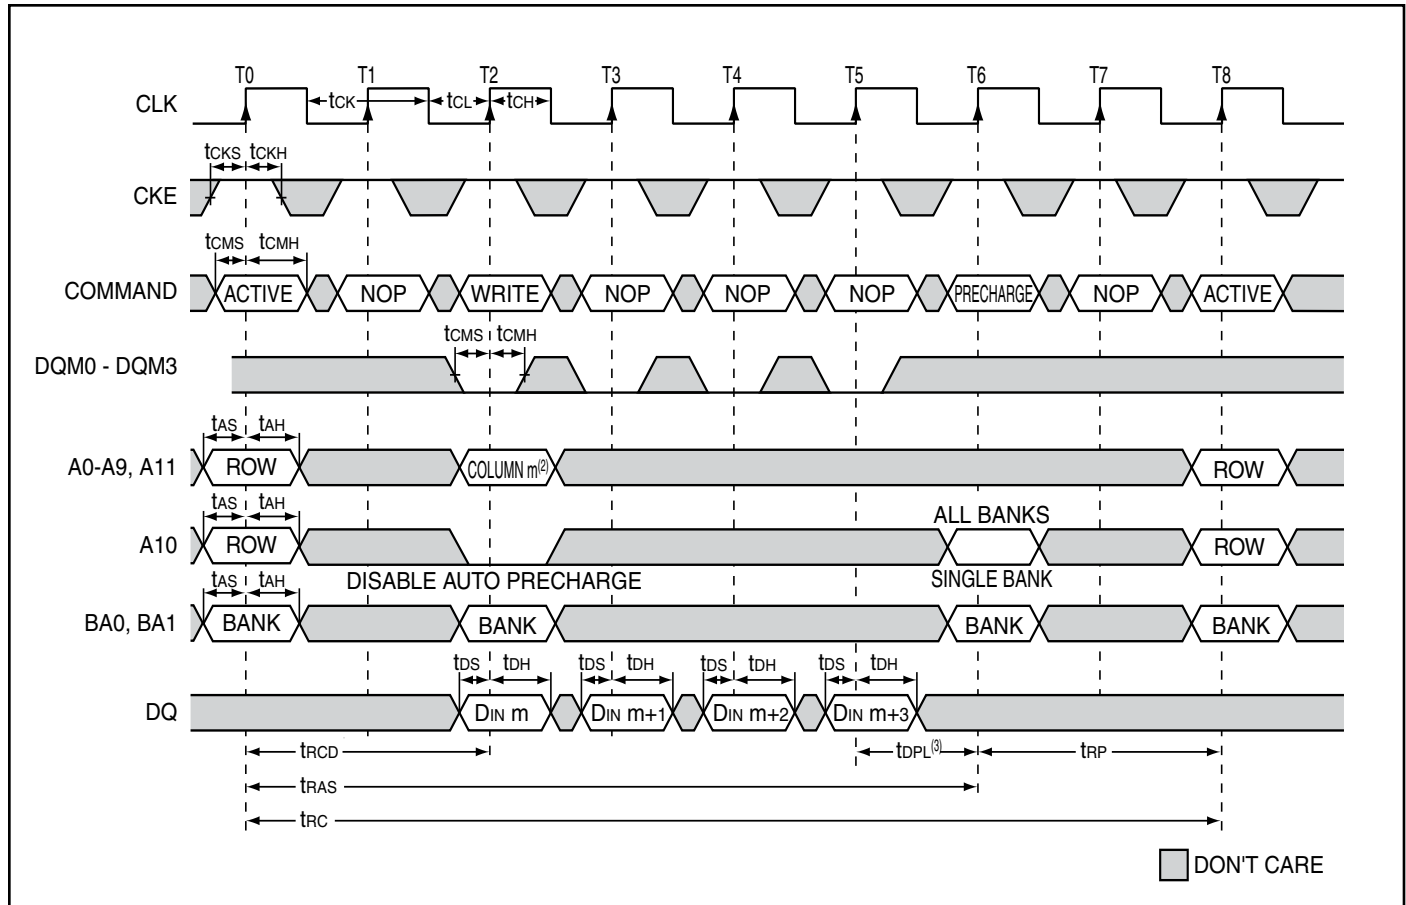 T0 T1 T2 T3 T4 T5 T6 T7 T8
CLK tCK tCL tCH
tCKS tCKH
CKE
tCMS tCMH
COMMAND ACTIVE NOP WRITE NOP NOP NOP PRECHARGE NOP ACTIVE
tCMS tCMH
DQM0 - DQM3
tAS tAH
A0-A9, A11 ROW COLUMN m(2) ROW
tAS tAH ALL BANKS
A10 ROW ROW
tAS tAH DISABLE AUTO PRECHARGE SINGLE BANK
BA0, BA1 BANK BANK BANK BANK
tDS tDH tDS tDH tDS tDH tDS tDH
DQ DIN m DIN m+1 DIN m+2 DIN m+3
tRCD tDPL(3) tRP
tRAS
tRC
DON'T CARE